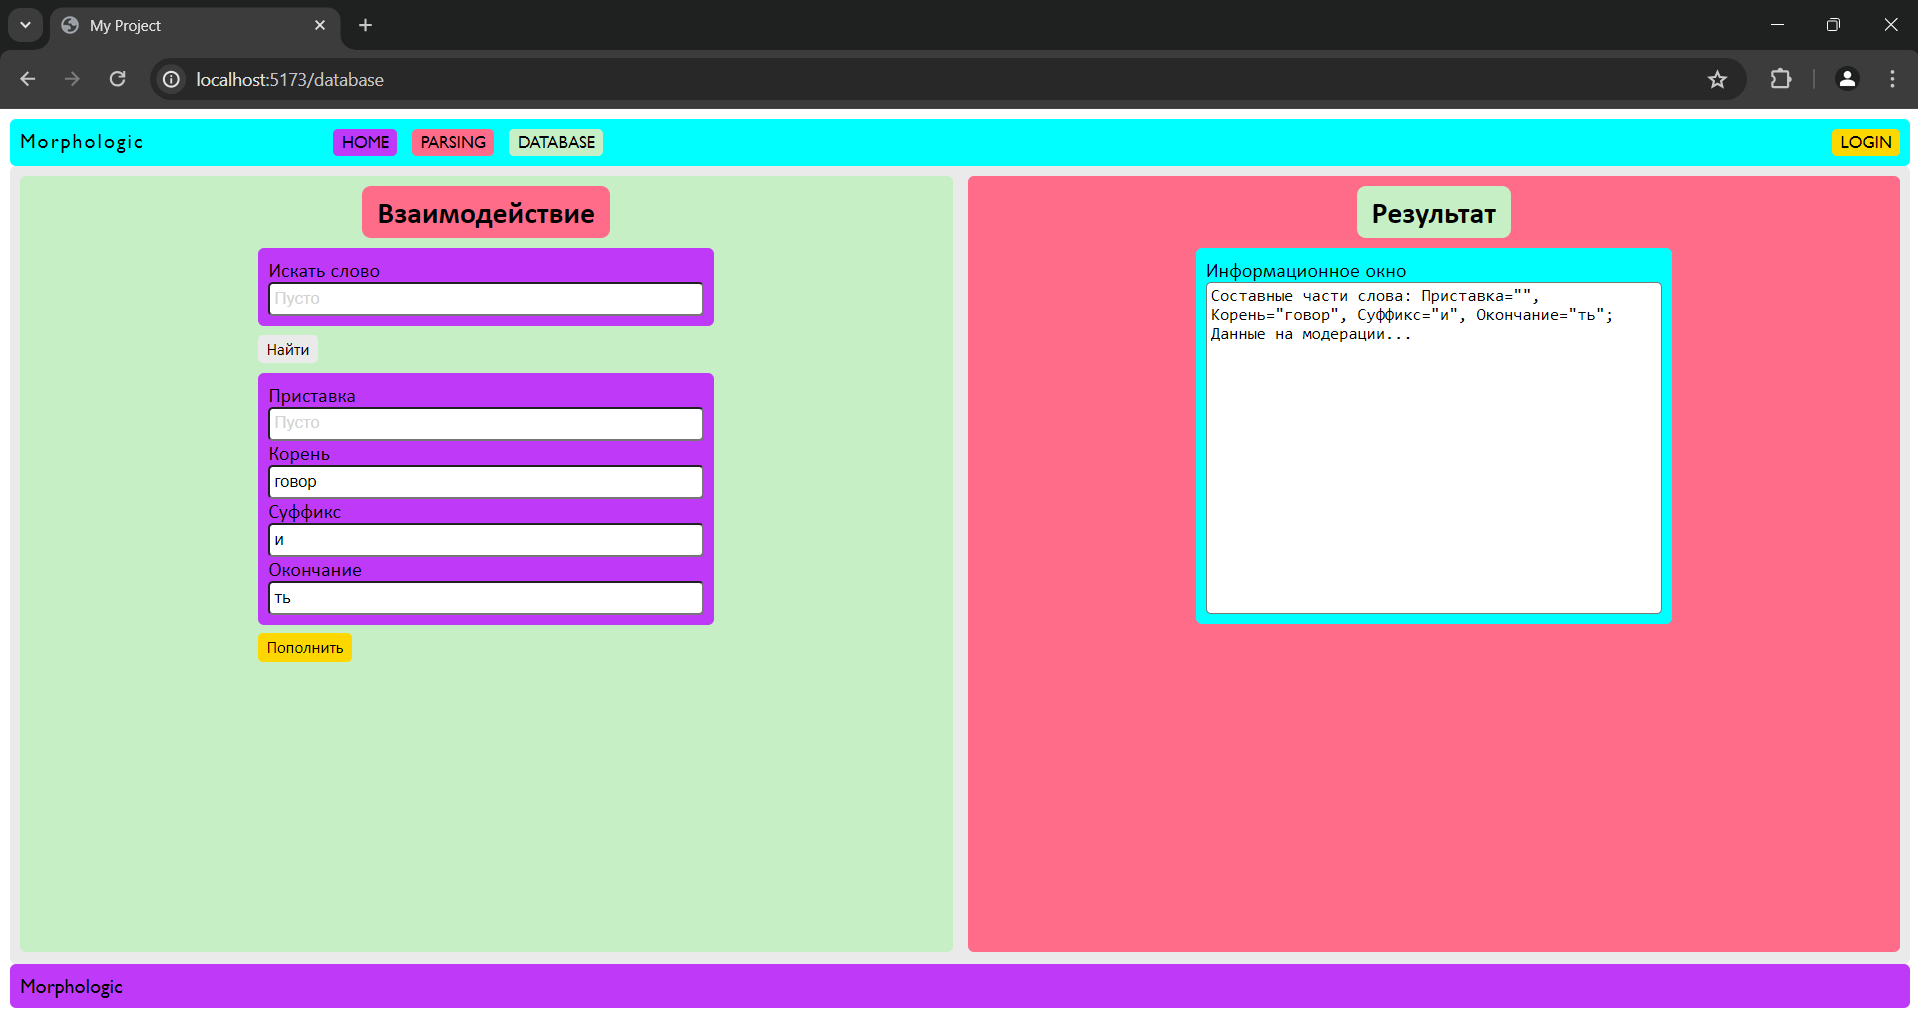 My Project
localhost:5173/database
Morphologic
HOME
PARSING
DATABASE
LOGIN
Взаимодействие
Искать слово
Пусто
Найти
Приставка
Пусто
Корень
говор
Суффикс
и
Окончание
ть
Пополнить
Результат
Информационное окно
Составные части слова: Приставка="",
Корень="говор", Суффикс="и", Окончание="ть";
Данные на модерации...
Morphologic